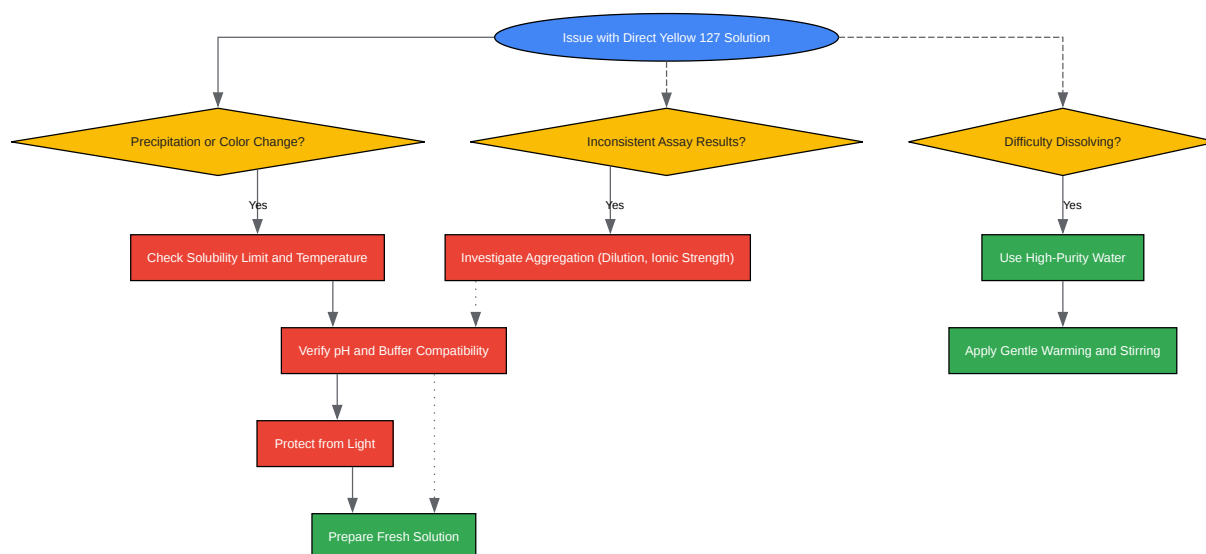 Issue with Direct Yellow 127 Solution
Precipitation or Color Change?
Inconsistent Assay Results?
Difficulty Dissolving?
Yes
Yes
Yes
Check Solubility Limit and Temperature
Investigate Aggregation (Dilution, Ionic Strength)
Use High-Purity Water
Verify pH and Buffer Compatibility
Apply Gentle Warming and Stirring
Protect from Light
Prepare Fresh Solution